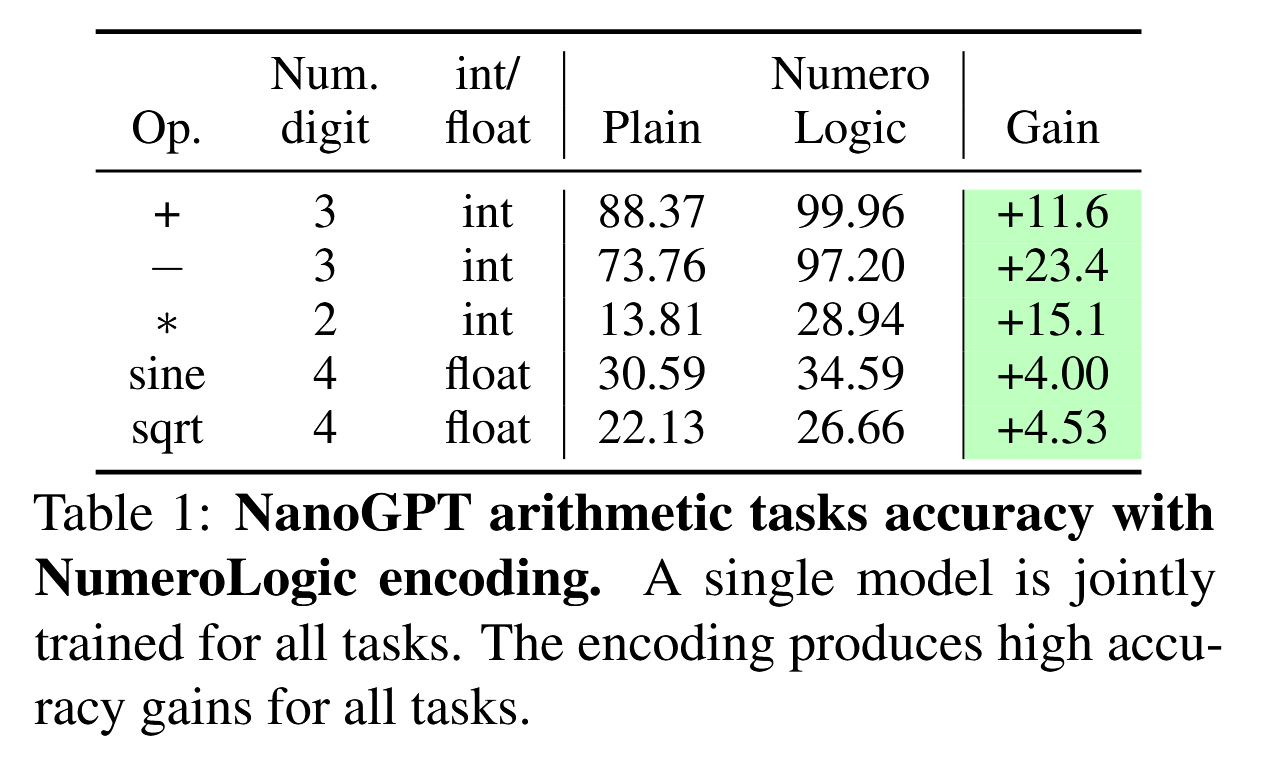 Num. int/ Numero
Op. digit float Plain Logic Gain
+ 3 int 88.37 99.96 +11.6
− 3 int 73.76 97.20 +23.4
∗ 2 int 13.81 28.94 +15.1
sine 4 float 30.59 34.59 +4.00
sqrt 4 float 22.13 26.66 +4.53
Table 1: NanoGPT arithmetic tasks accuracy with
NumeroLogic encoding. A single model is jointly
trained for all tasks. The encoding produces high accu-
racy gains for all tasks.